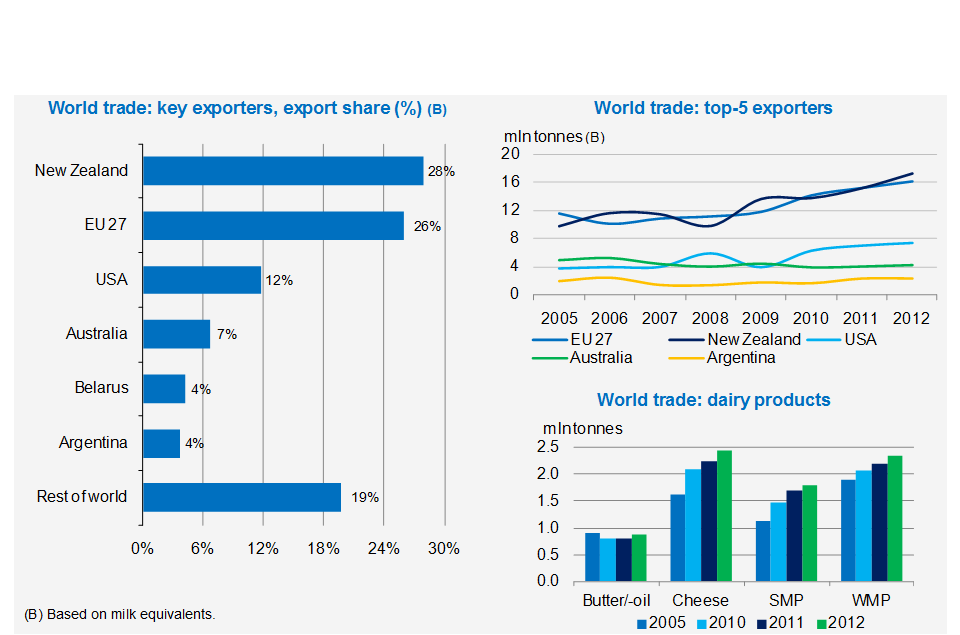 World trade: key exporters, export share (%) (B)
New Zealand
28%
EU 27
26%
USA
12%
Australia
7%
Belarus
4%
Argentina
4%
Rest of world
19%
0% 6% 12% 18% 24% 30%
(B) Based on milk equivalents.
World trade: top-5 exporters
mln tonnes (B)
20
16
12
8
4
0
2005 2006 2007 2008 2009 2010 2011 2012
EU 27 New Zealand USA
Australia Argentina
World trade: dairy products
mln tonnes
2.5
2.0
1.5
1.0
0.5
0.0
Butter/-oil Cheese SMP WMP
2005 2010 2011 2012